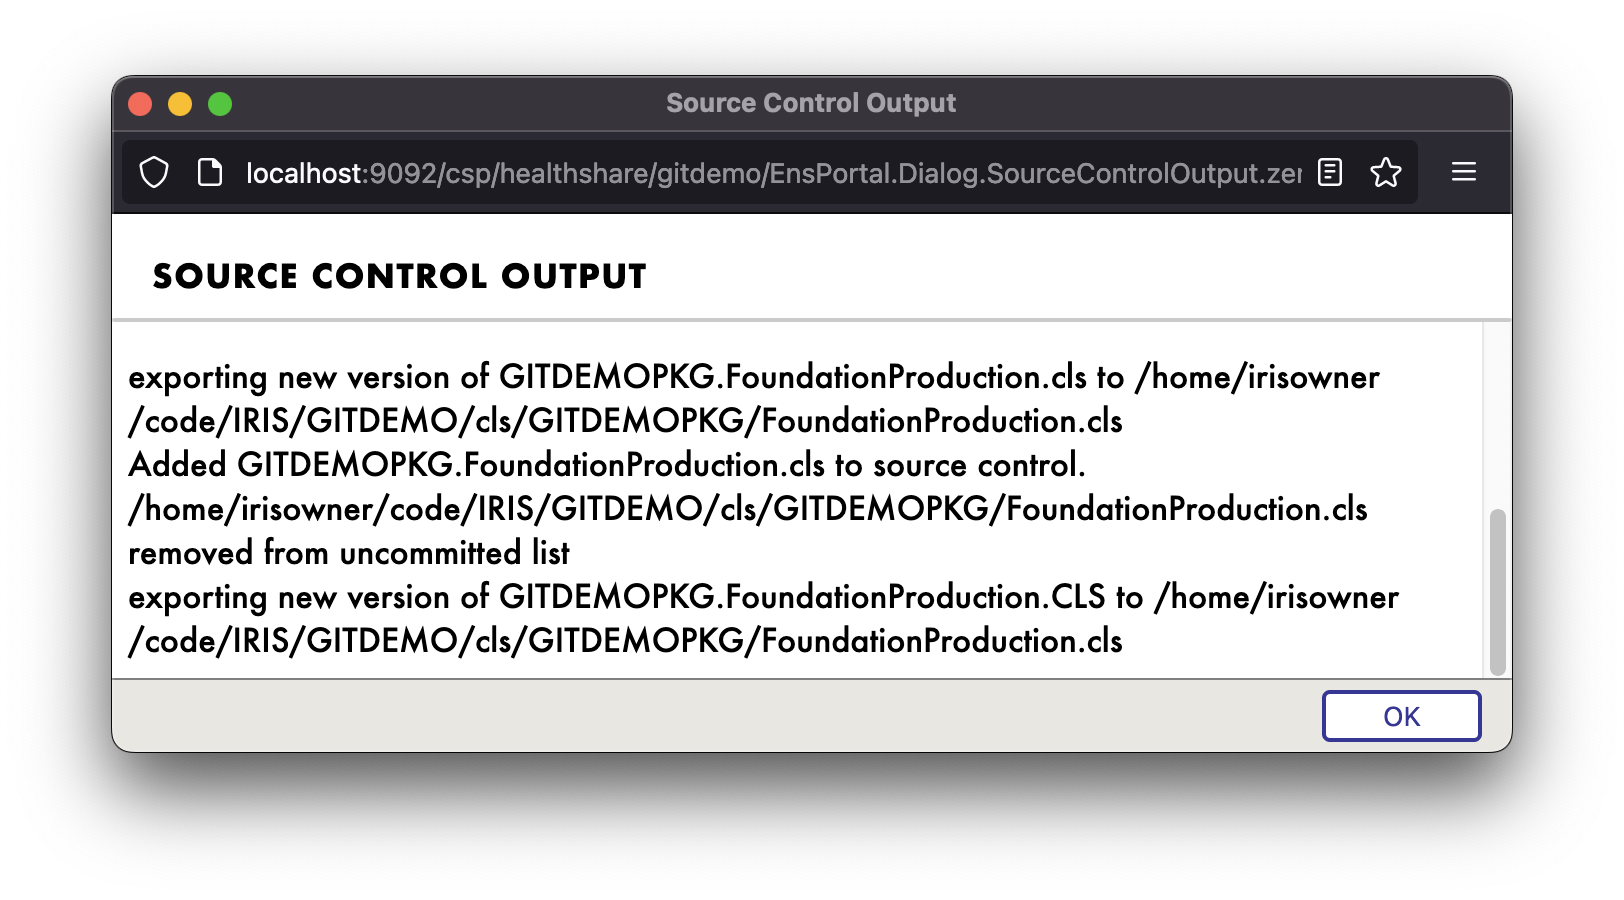 Source Control Output
localhost:9092/csp/healthshare/gitdemo/EnsPortal.Dialog.SourceControlOutput.zen
SOURCE CONTROL OUTPUT
exporting new version of GITDEMOPKG.FoundationProduction.cls to /home/irisowner
/code/IRIS/GITDEMO/cls/GITDEMOPKG/FoundationProduction.cls
Added GITDEMOPKG.FoundationProduction.cls to source control.
/home/irisowner/code/IRIS/GITDEMO/cls/GITDEMOPKG/FoundationProduction.cls
removed from uncommitted list
exporting new version of GITDEMOPKG.FoundationProduction.CLS to /home/irisowner
/code/IRIS/GITDEMO/cls/GITDEMOPKG/FoundationProduction.cls
OK